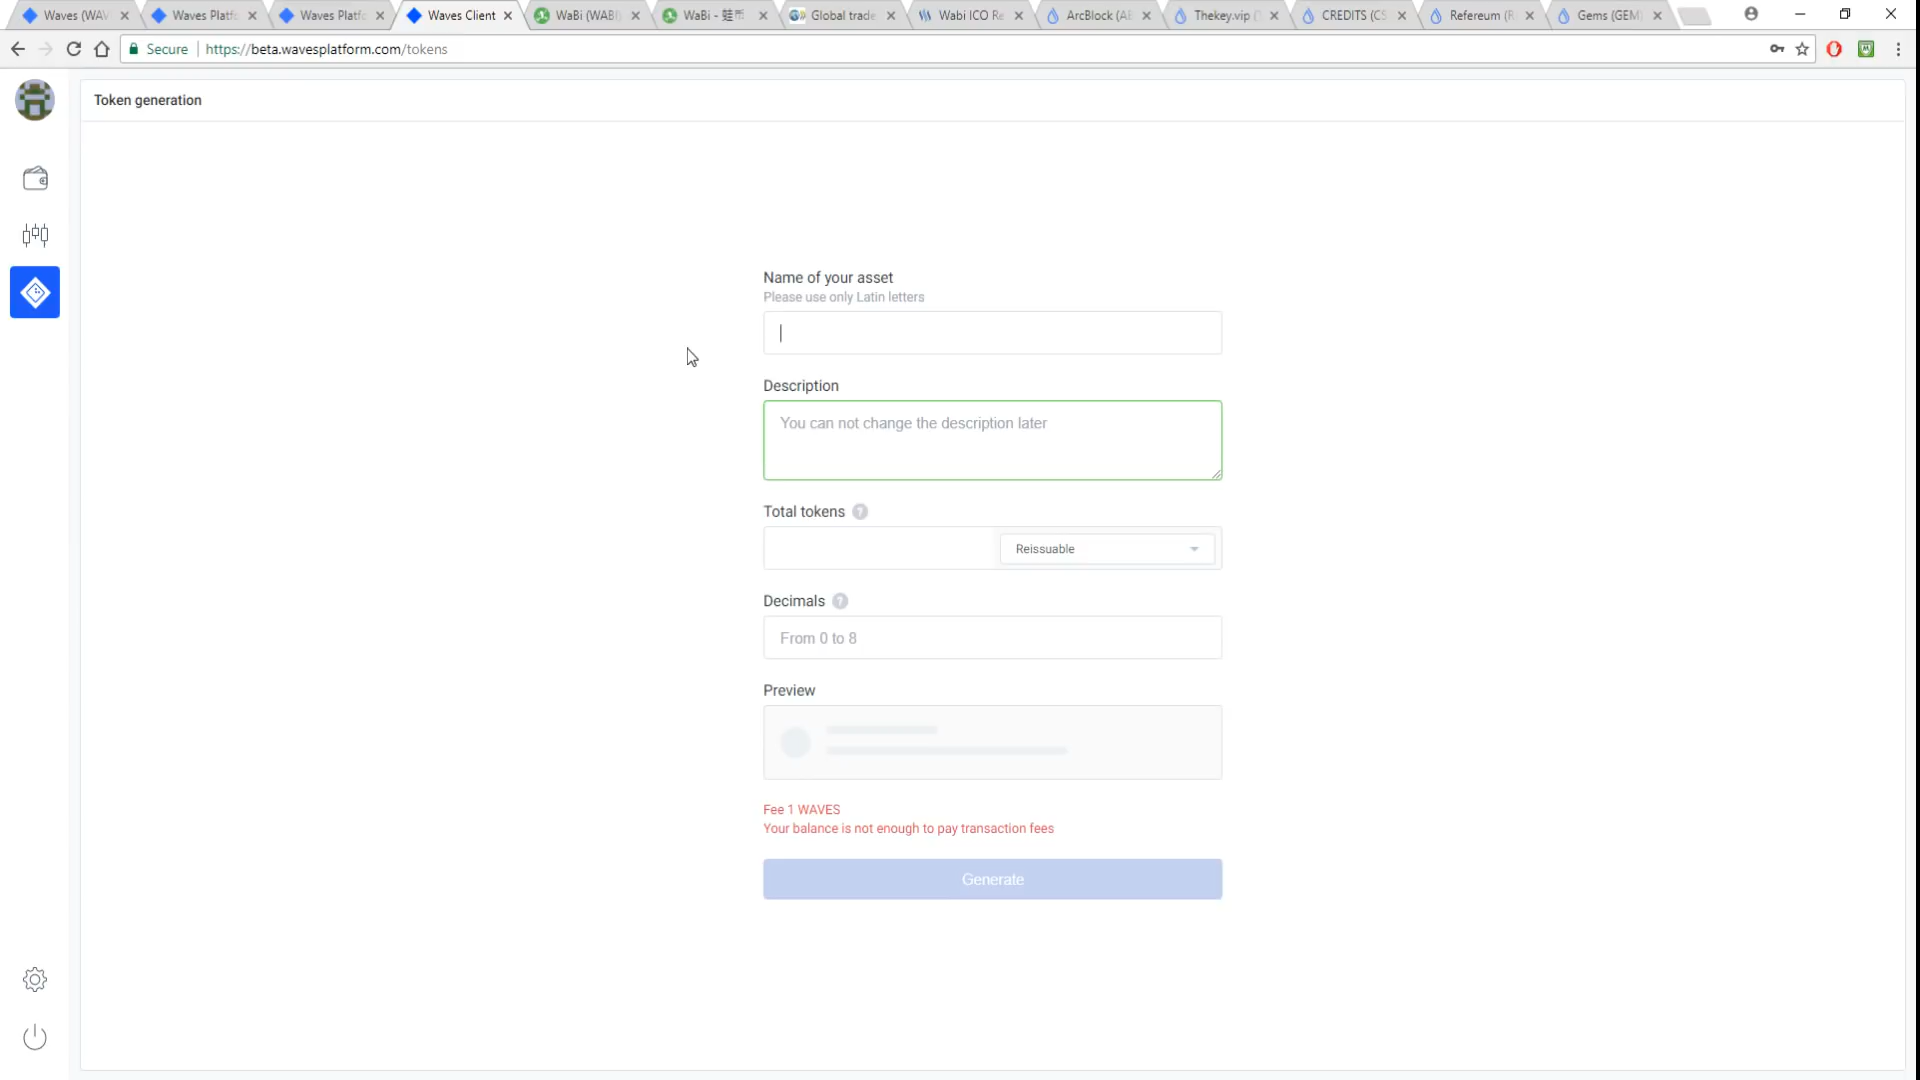 Waves (WAV
Waves Platfo
Waves Platfo
Waves Client
WaBi (WABI)
WaBi - 蛙币
Global trade
Wabi ICO Re
ArcBlock (AB
Thekey.vip (
CREDITS (CS
Refereum (R
Gems (GEM)
Secure
https://beta.wavesplatform.com/tokens
Token generation
Name of your asset
Please use only Latin letters
Description
You can not change the description later
Total tokens ?
Reissuable
Decimals ?
From 0 to 8
Preview
Fee 1 WAVES
Your balance is not enough to pay transaction fees
Generate